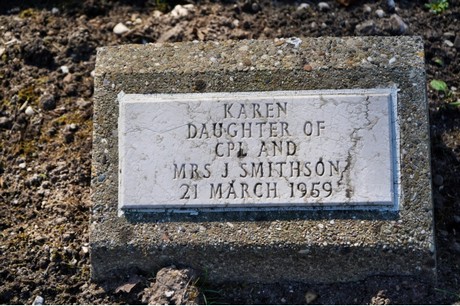 KAREN
DAUGHTER OF
CPL AND
MRS J SMITHSON
21 MARCH 1959